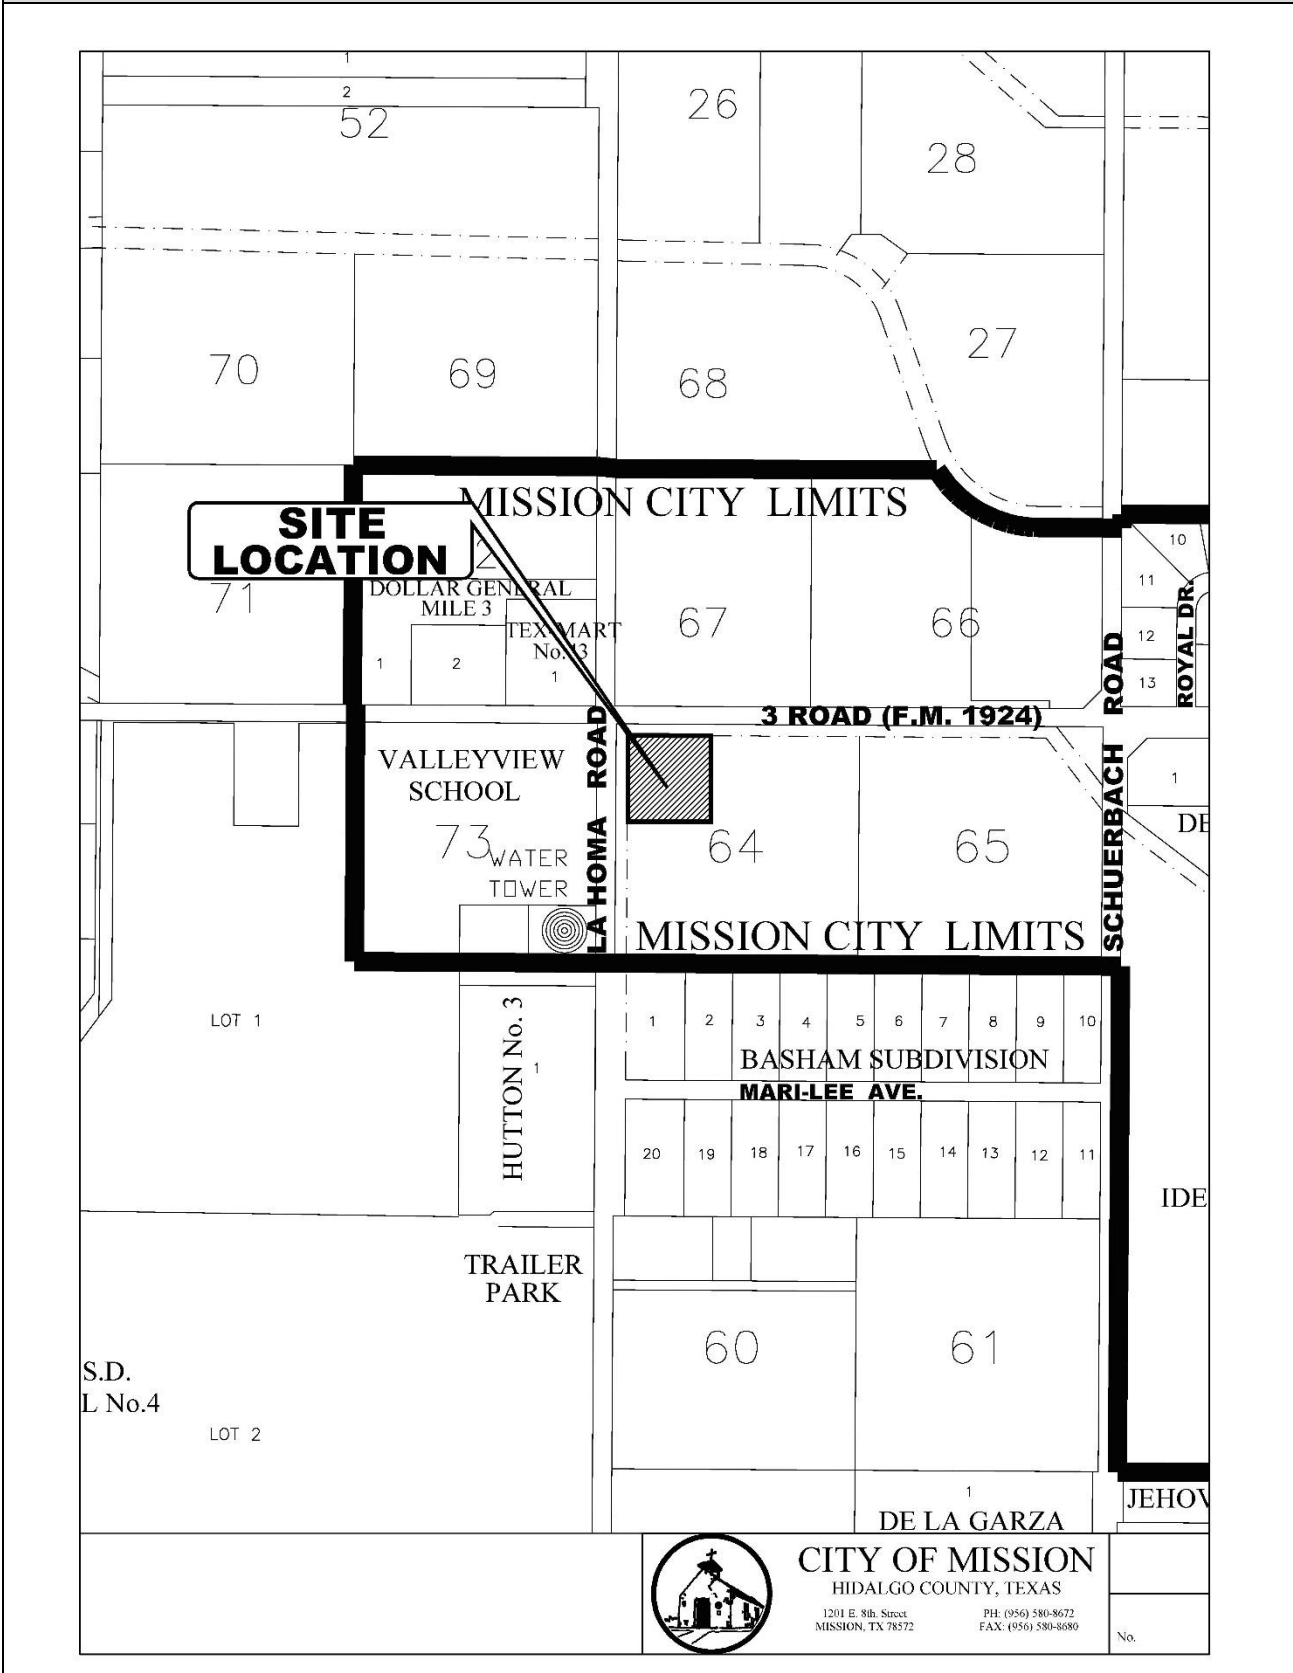 1
2
52
26
28
70
69
68
27
MISSION CITY LIMITS
SITE
LOCATION
2
71
DOLLAR GENERAL
MILE 3
TEX-MART
No. 13
1
2
1
67
66
10
11
12
13
ROYAL DR.
3 ROAD (F.M. 1924)
SCHUERBACH ROAD
LA HOMA ROAD
VALLEYVIEW
SCHOOL
73
WATER
TOWER
64
65
1
DE
MISSION CITY LIMITS
LOT 1
HUTTON No. 3
1
1
2
3
4
5
6
7
8
9
10
BASHAM SUBDIVISION
MARI-LEE AVE.
20
19
18
17
16
15
14
13
12
11
IDE
TRAILER
PARK
60
61
S.D.
L No.4
LOT 2
1
DE LA GARZA
JEHOV
CITY OF MISSION
HIDALGO COUNTY, TEXAS
1201 E. 8th. Street
MISSION, TX 78572
PH: (956) 580-8672
FAX: (956) 580-8680
No.